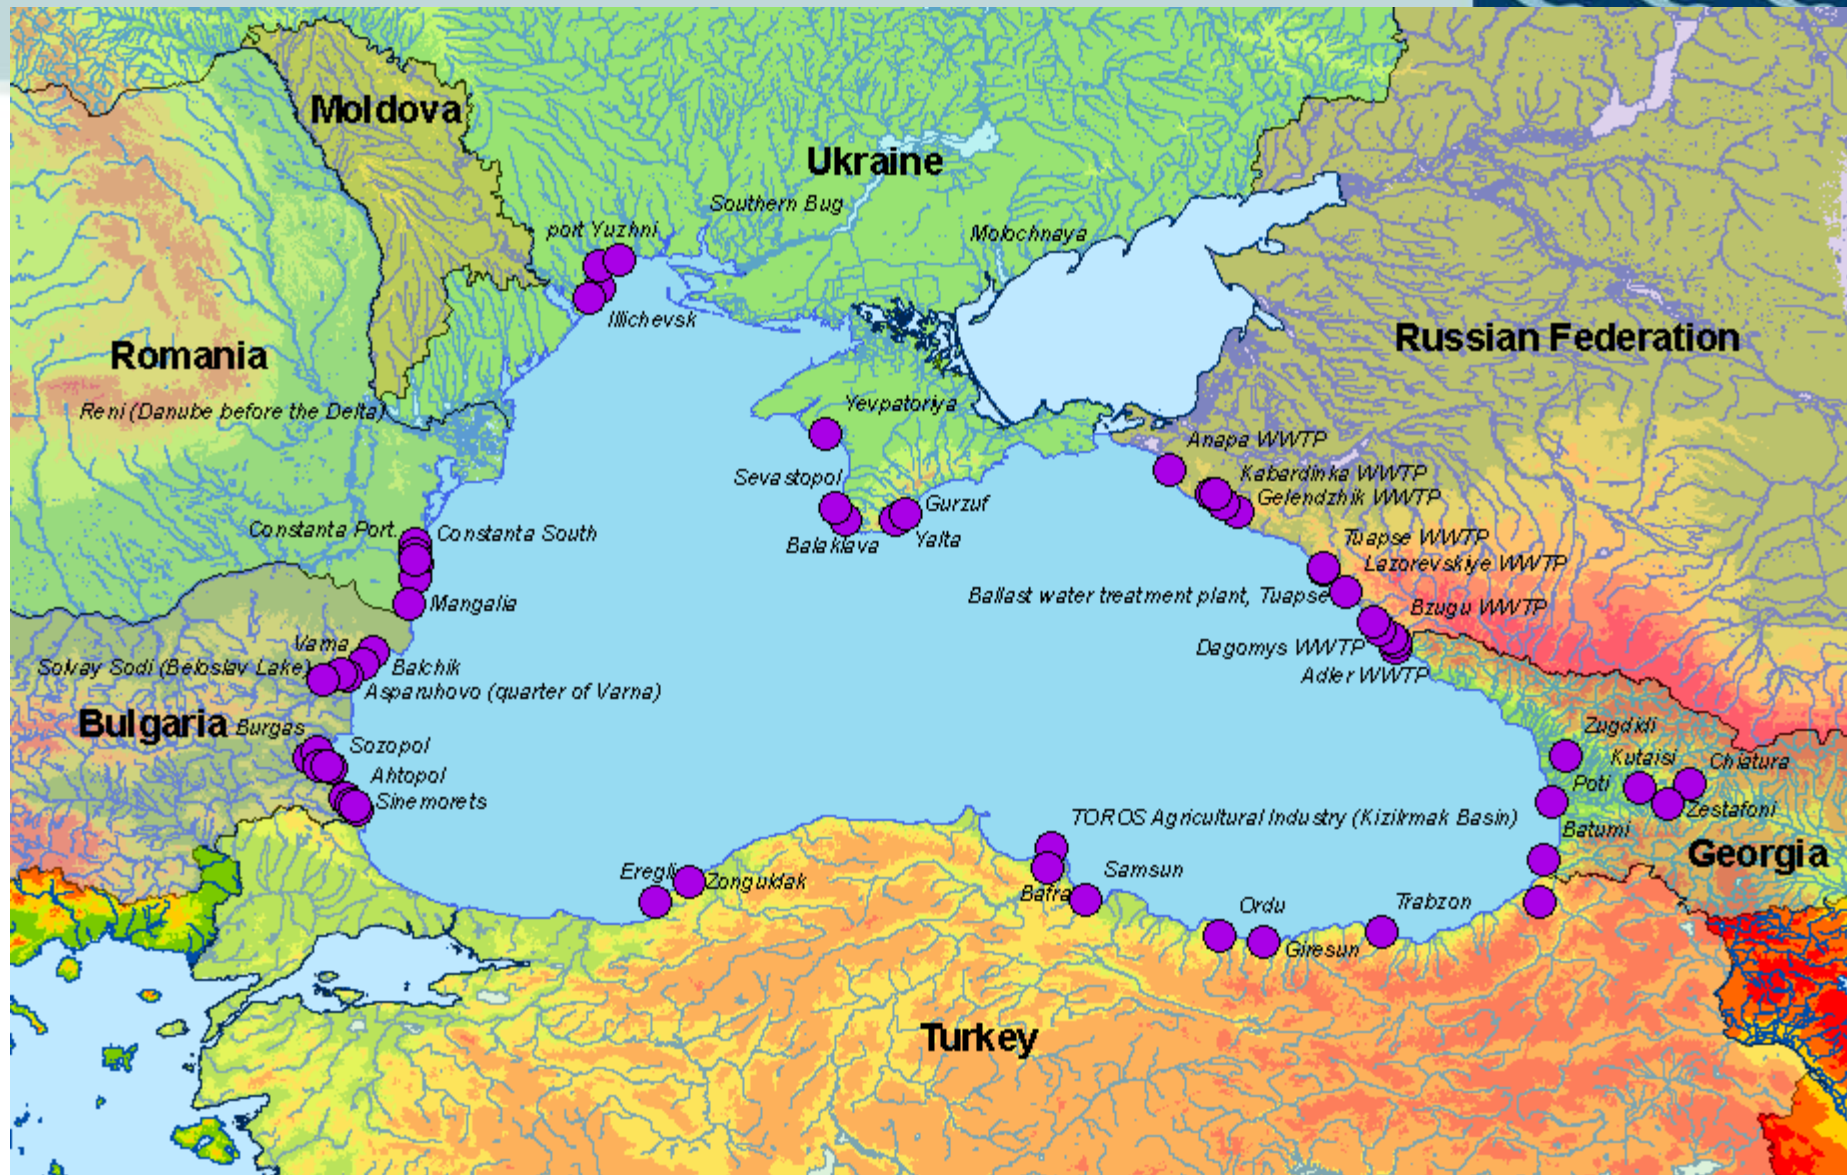 Moldova
Ukraine
Southern Bug
port Yuzhni
Molochnaya
Illichevsk
Russian Federation
Romania
Reni (Danube before the Delta)
Yevpatoriya
Anapa WWTP
Kabardinka WWTP
Gelendzhik WWTP
Sevastopol
Gurzuf
Constanta Port
Constanta South
Balaklava
Yalta
Tuapse WWTP
Lazorevskiye WWTP
Ballast water treatment plant, Tuapse
Mangalia
Bzugu WWTP
Varna
Dagomys WWTP
Solvay Sodi (Beloslav Lake)
Balchik
Adler WWTP
Asparuhovo (quarter of Varna)
Bulgaria
Burgas
Zugdidi
Sozopol
Kutaisi
Chiatura
Ahtopol
Poti
Sinemorets
Zestafoni
TOROS Agricultural Industry (Kizilrmak Basin)
Batumi
Georgia
Eregli
Zonguldak
Samsun
Bafra
Ordu
Trabzon
Giresun
Turkey